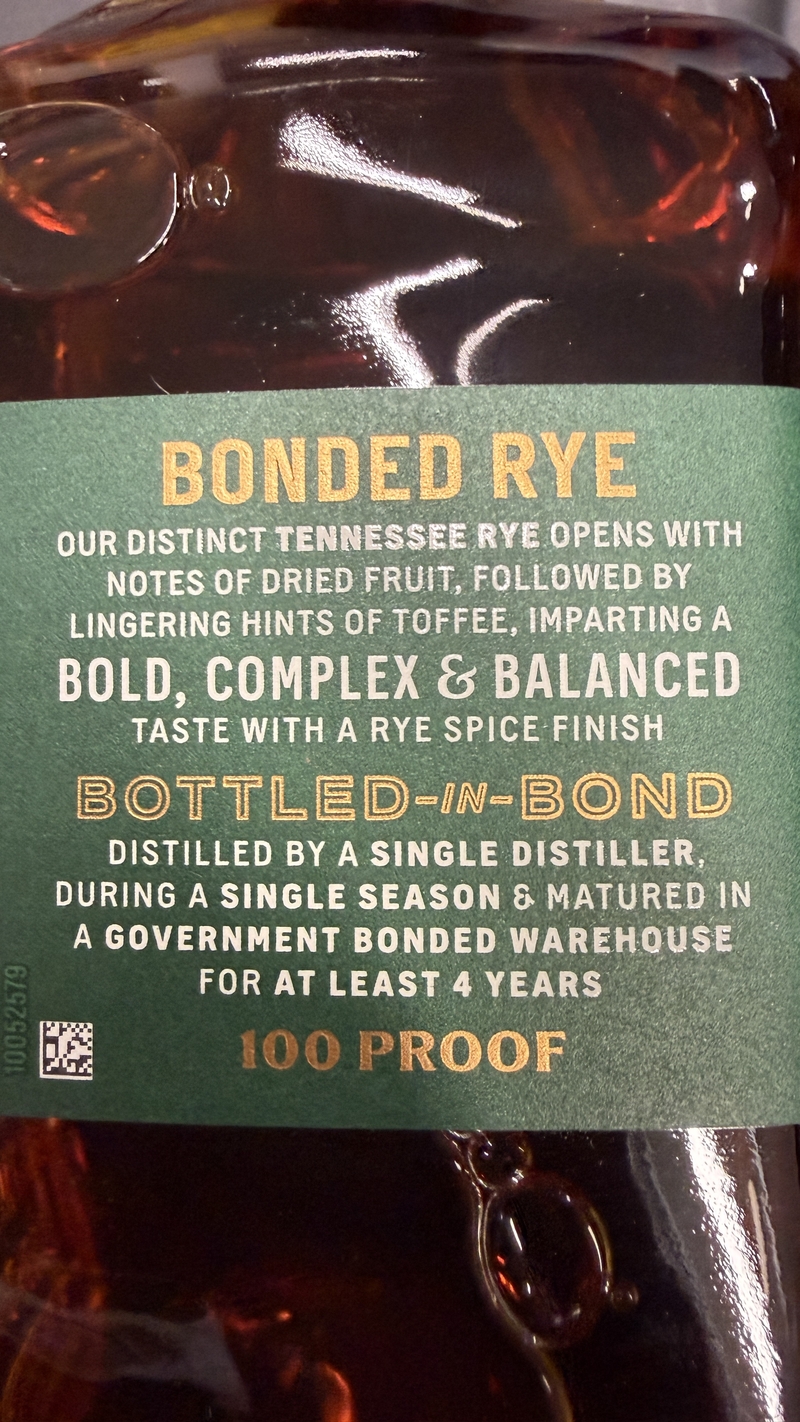 BONDED RYE
OUR DISTINCT TENNESSEE RYE OPENS WITH
NOTES OF DRIED FRUIT, FOLLOWED BY
LINGERING HINTS OF TOFFEE, IMPARTING A
BOLD, COMPLEX & BALANCED
TASTE WITH A RYE SPICE FINISH
BOTTLED-IN-BOND
DISTILLED BY A SINGLE DISTILLER,
DURING A SINGLE SEASON & MATURED IN
A GOVERNMENT BONDED WAREHOUSE
FOR AT LEAST 4 YEARS
100 PROOF
10052579